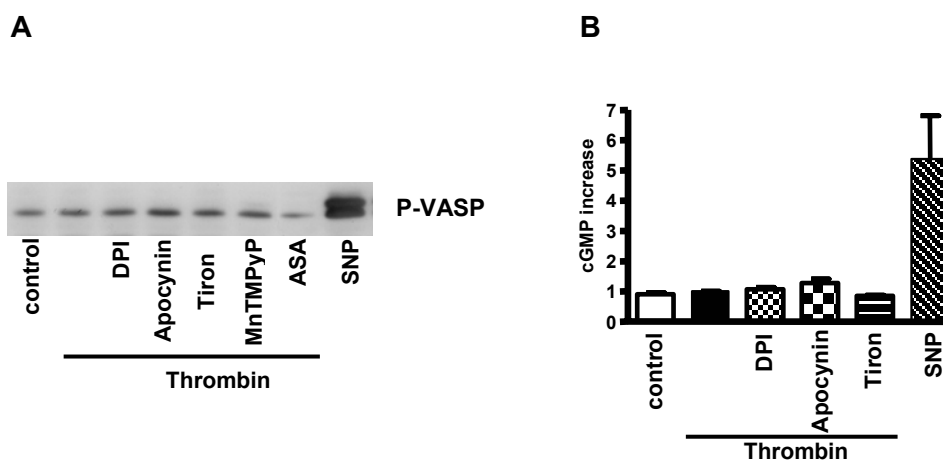 A
P-VASP
control
DPI
Apocynin
Tiron
MnTMPyP
ASA
SNP
Thrombin
B
cGMP increase
7
6
5
4
3
2
1
0
control
DPI
Apocynin
Tiron
SNP
Thrombin